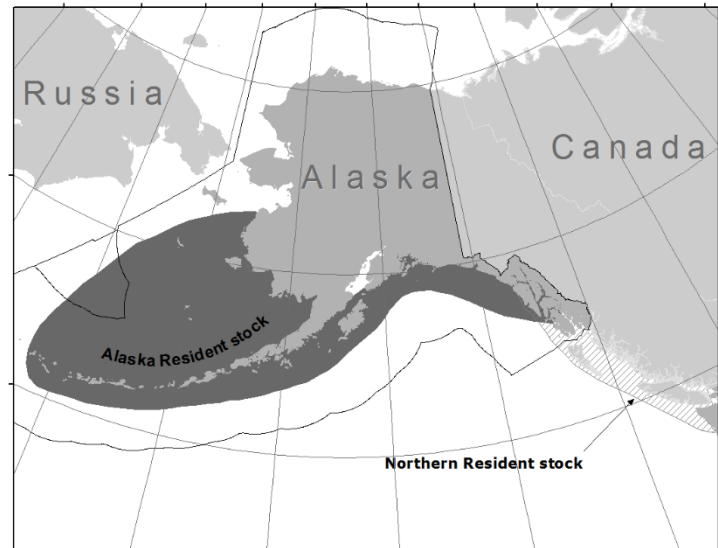 Russia
Alaska
Canada
Alaska Resident stock
Northern Resident stock